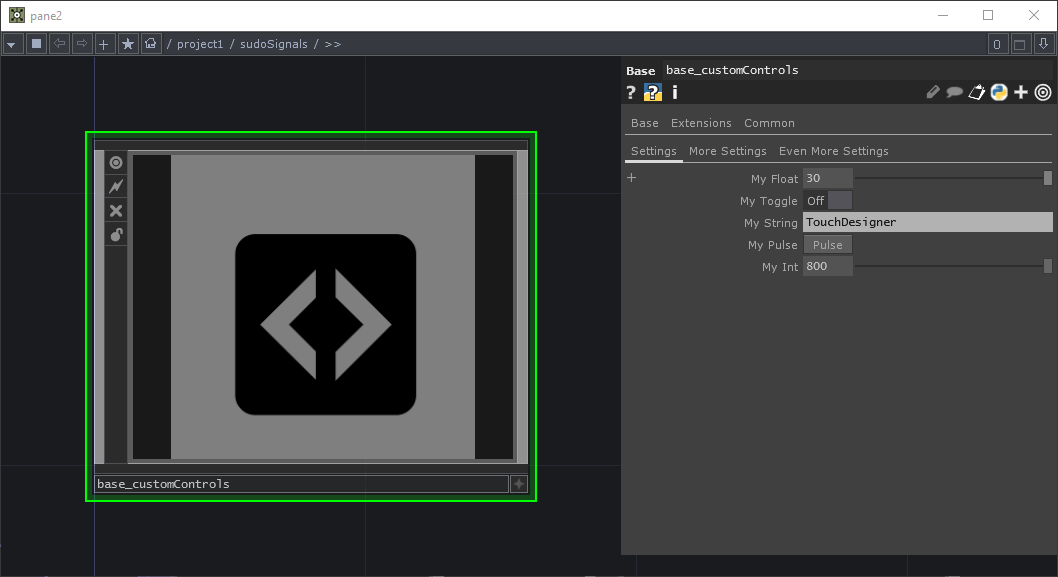 pane2
/ project1 / sudoSignals / >>
0
Base base_customControls
? ? i
Base Extensions Common
Settings More Settings Even More Settings
+ My Float 30
My Toggle Off
My String TouchDesigner
My Pulse Pulse
My Int 800
base_customControls